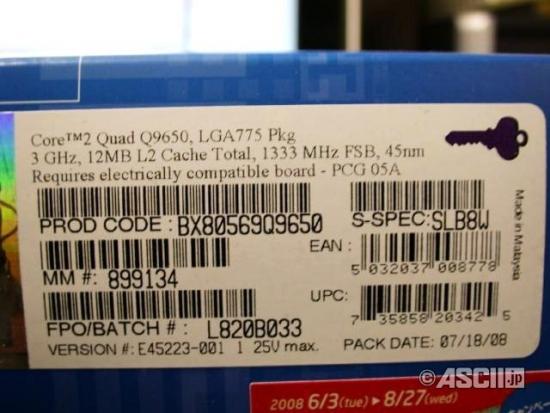 Core™2 Quad Q9650, LGA775 Pkg
3 GHz, 12MB L2 Cache Total, 1333 MHz FSB, 45nm
Requires electrically compatible board - PCG 05A
PROD CODE: BX80569Q9650
S-SPEC: SLB8W
Made in Malaysia
EAN:
5 032037 008778
MM #: 899134
UPC:
7 35858 20342 5
FPO/BATCH #: L820B033
VERSION #: E45223-001 1 25V max.
PACK DATE: 07/18/08
©ASCII.jp
2008 6/3(tue)▶8/27(wed)